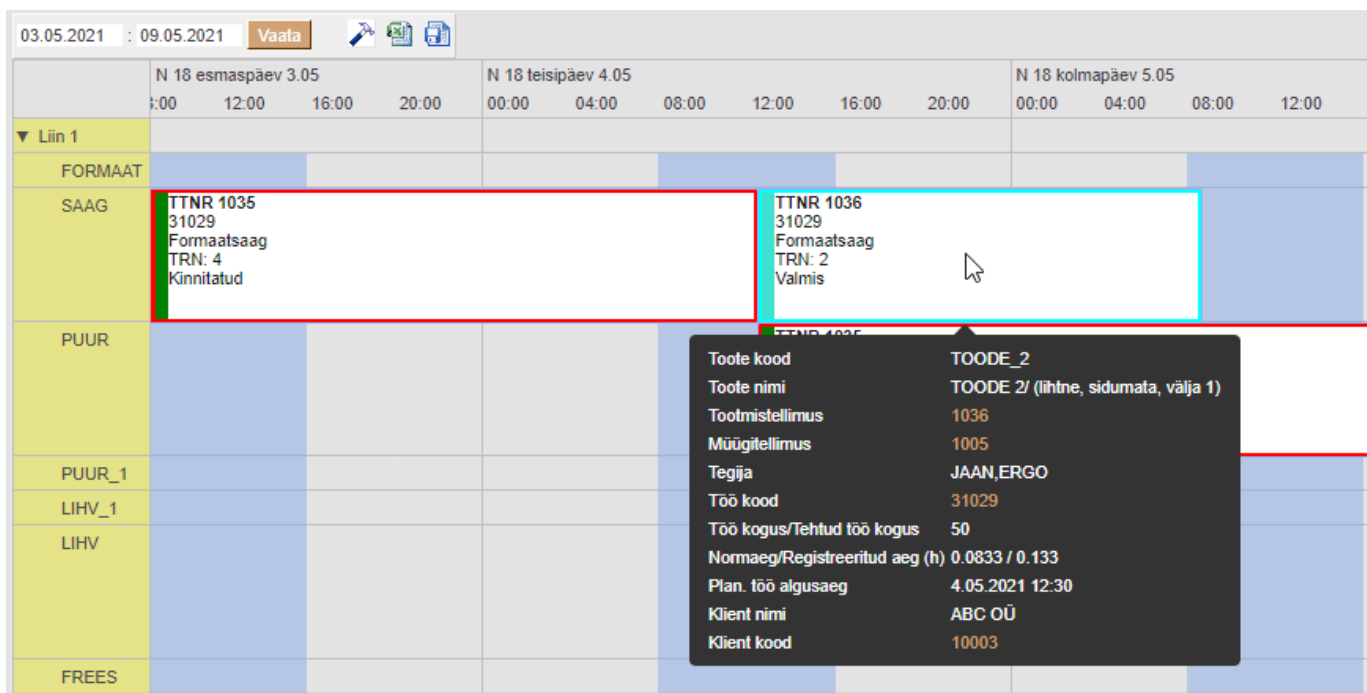 03.05.2021 : 09.05.2021 Vaata
N 18 esmaspäev 3.05 N 18 teisipäev 4.05 N 18 kolmapäev 5.05
:00 12:00 16:00 20:00 00:00 04:00 08:00 12:00 16:00 20:00 00:00 04:00 08:00 12:00
▼ Liin 1
FORMAAT
SAAG
TTNR 1035
31029
Formaatsaag
TRN: 4
Kinnitatud
TTNR 1036
31029
Formaatsaag
TRN: 2
Valmis
PUUR
TTNR 1035
Toote kood TOODE_2
Toote nimi TOODE 2/ (lihtne, sidumata, välja 1)
Tootmistellimus 1036
Müügitellimus 1005
Tegija JAAN,ERGO
Töö kood 31029
Töö kogus/Tehtud töö kogus 50
Normaeg/Registreeritud aeg (h) 0.0833 / 0.133
Plan. töö algusaeg 4.05.2021 12:30
Klient nimi ABC OÜ
Klient kood 10003
PUUR_1
LIHV_1
LIHV
FREES